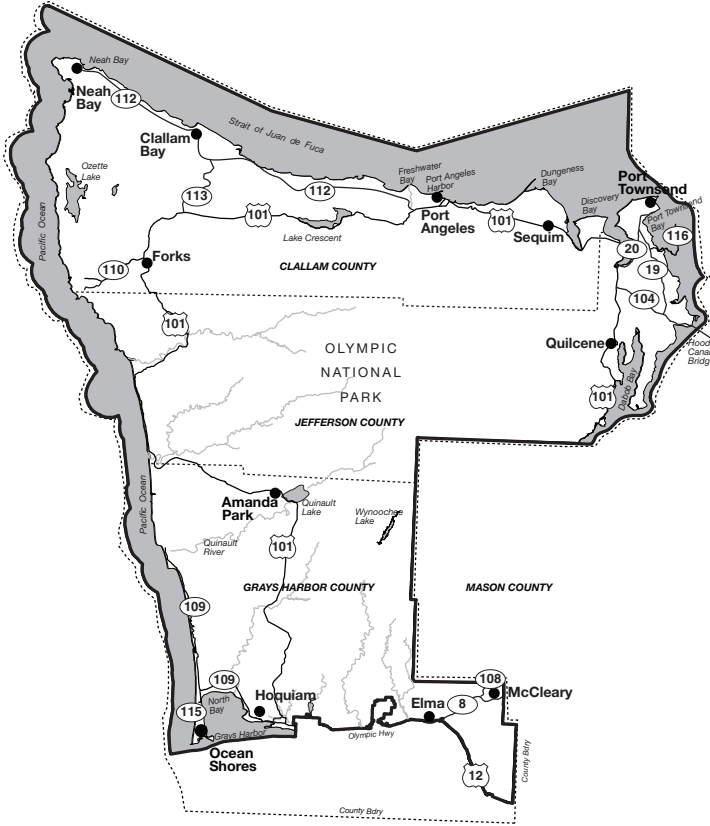 Neah Bay
Neah
Bay
112
Clallam
Bay
Strait of Juan de Fuca
Ozette
Lake
113
112
101
Lake Crescent
Freshwater
Bay
Port Angeles
Harbor
Port
Angeles
101
Dungeness
Bay
Sequim
Discovery
Bay
Port
Townsend
Port Townsend
Bay
116
20
19
104
Pacific Ocean
110
Forks
CLALLAM COUNTY
101
OLYMPIC
NATIONAL
PARK
JEFFERSON COUNTY
Quilcene
Hood
Canal
Bridg
101
Dabob Bay
Pacific Ocean
Amanda
Park
Quinault
Lake
Wynoochee
Lake
Quinault
River
101
GRAYS HARBOR COUNTY
MASON COUNTY
109
109
North
Bay
Hoquiam
115
Grays Harbor
Ocean
Shores
Olympic Hwy
Elma
8
108
McCleary
12
County Bdry
County Bdry